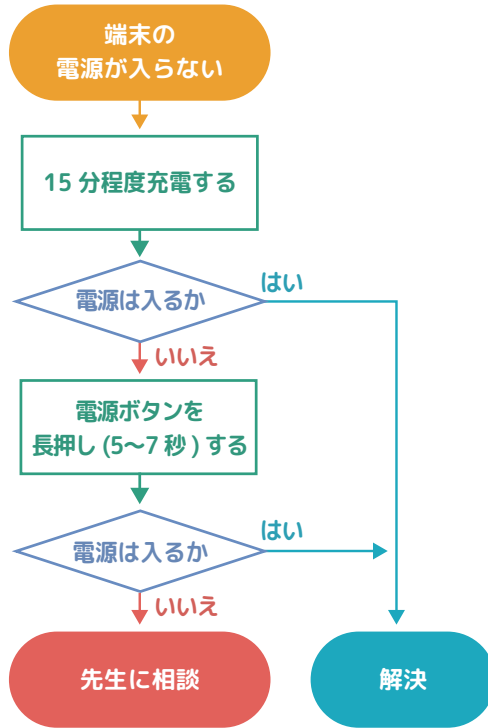 端末の
電源が入らない
15 分程度充電する
電源は入るか
はい
いいえ
電源ボタンを
長押し (5〜7 秒 ) する
電源は入るか
はい
いいえ
先生に相談
解決